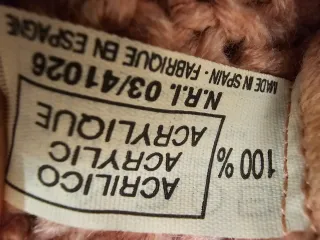 100%
ACRILICO
ACRYLIC
ACRYLIQUE
N.R.I. 03/41026
MADE IN SPAIN - FABRIQUE EN ESPAGNE